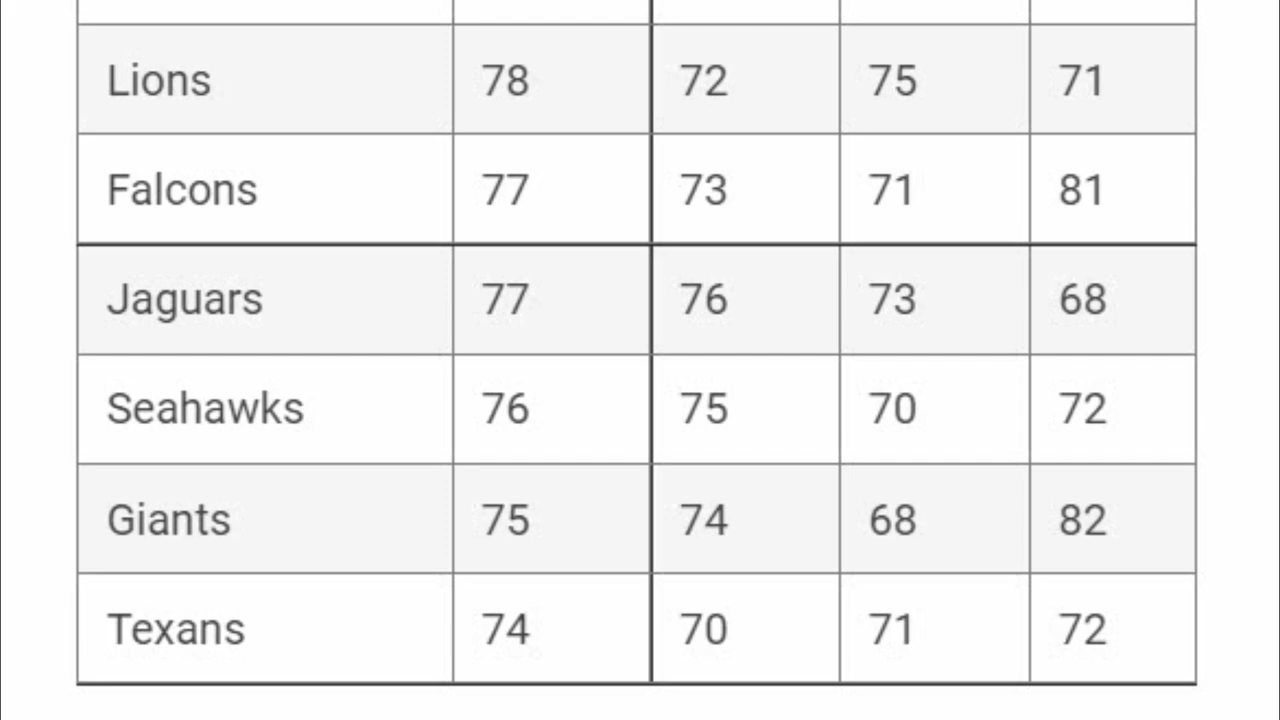 Lions 78 72 75 71
Falcons 77 73 71 81
Jaguars 77 76 73 68
Seahawks 76 75 70 72
Giants 75 74 68 82
Texans 74 70 71 72